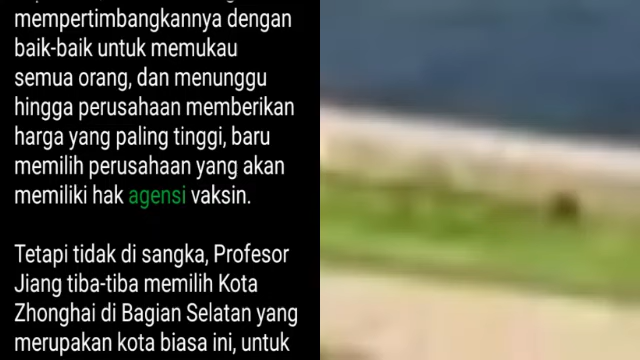 mempertimbangkannya dengan
baik-baik untuk memukau
semua orang, dan menunggu
hingga perusahaan memberikan
harga yang paling tinggi, baru
memilih perusahaan yang akan
memiliki hak agensi vaksin.
Tetapi tidak di sangka, Profesor
Jiang tiba-tiba memilih Kota
Zhonghai di Bagian Selatan yang
merupakan kota biasa ini, untuk